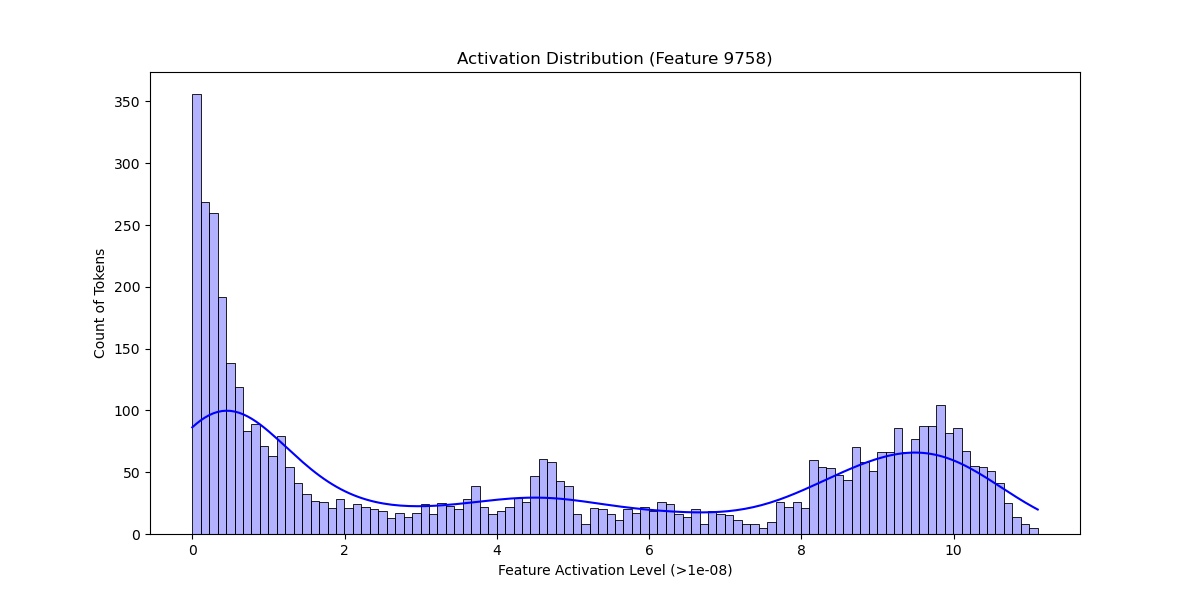 Activation Distribution (Feature 9758)
350
300
250
200
150
100
50
0
Count of Tokens
0 2 4 6 8 10
Feature Activation Level (>1e-08)